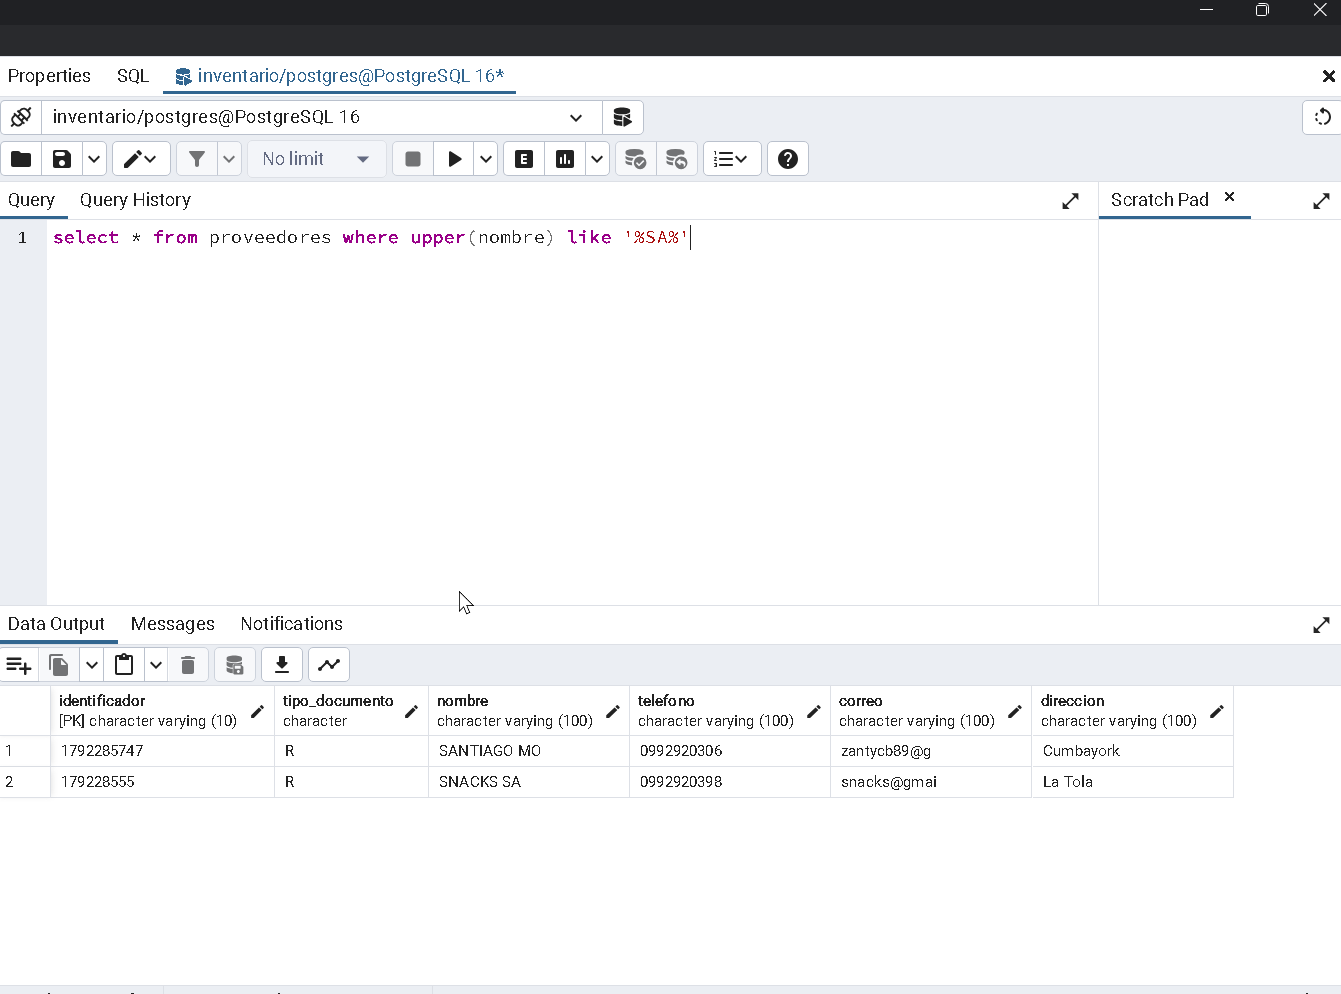 Properties SQL inventario/postgres@PostgreSQL 16*
inventario/postgres@PostgreSQL 16
No limit E
Query Query History Scratch Pad
1 select * from proveedores where upper(nombre) like '%SA%'
Data Output Messages Notifications
identificador tipo_documento nombre telefono correo direccion
[PK] character varying (10) character character varying (100) character varying (100) character varying (100) character varying (100)
1 1792285747 R SANTIAGO MO 0992920306 zantycb89@g Cumbayork
2 179228555 R SNACKS SA 0992920398 snacks@gmai La Tola